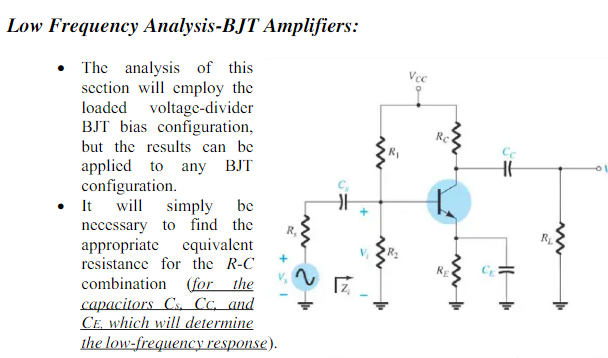 Low Frequency Analysis-BJT Amplifiers:
• The analysis of this
section will employ the
loaded voltage-divider
BJT bias configuration,
but the results can be
applied to any BJT
configuration.
• It will simply be
necessary to find the
appropriate equivalent
resistance for the R-C
combination (for the
capacitors Cs, Cc, and
CE, which will determine
the low-frequency response).
VCC
RC
R1
CC
Cs
+
Rs
RL
+
Vi
R2
Vs
RE
CE
Zi
−
−